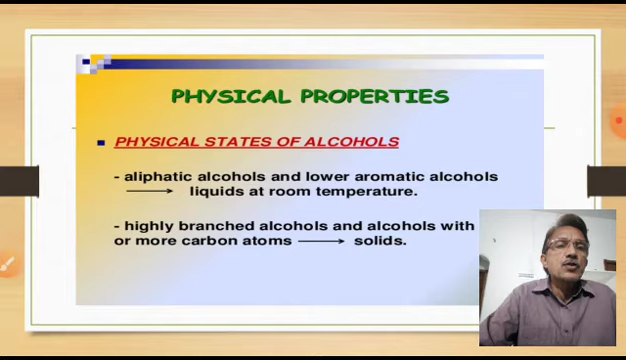 PHYSICAL PROPERTIES
PHYSICAL STATES OF ALCOHOLS
- aliphatic alcohols and lower aromatic alcohols
⟶ liquids at room temperature.
- highly branched alcohols and alcohols with
or more carbon atoms ⟶ solids.